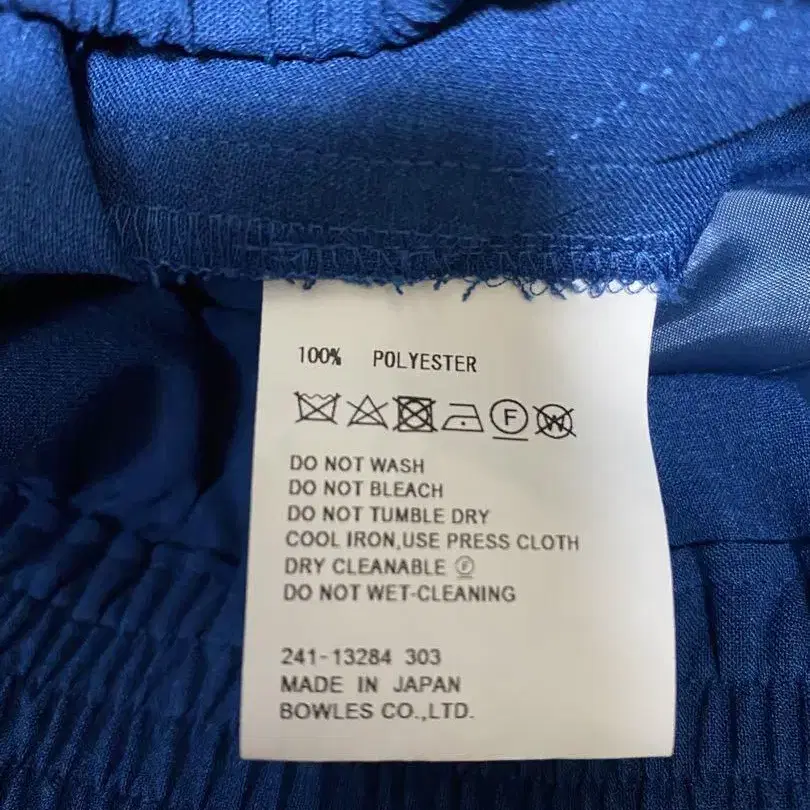 100% POLYESTER
F W
DO NOT WASH
DO NOT BLEACH
DO NOT TUMBLE DRY
COOL IRON,USE PRESS CLOTH
DRY CLEANABLE Ⓕ
DO NOT WET-CLEANING
241-13284 303
MADE IN JAPAN
BOWLES CO.,LTD.